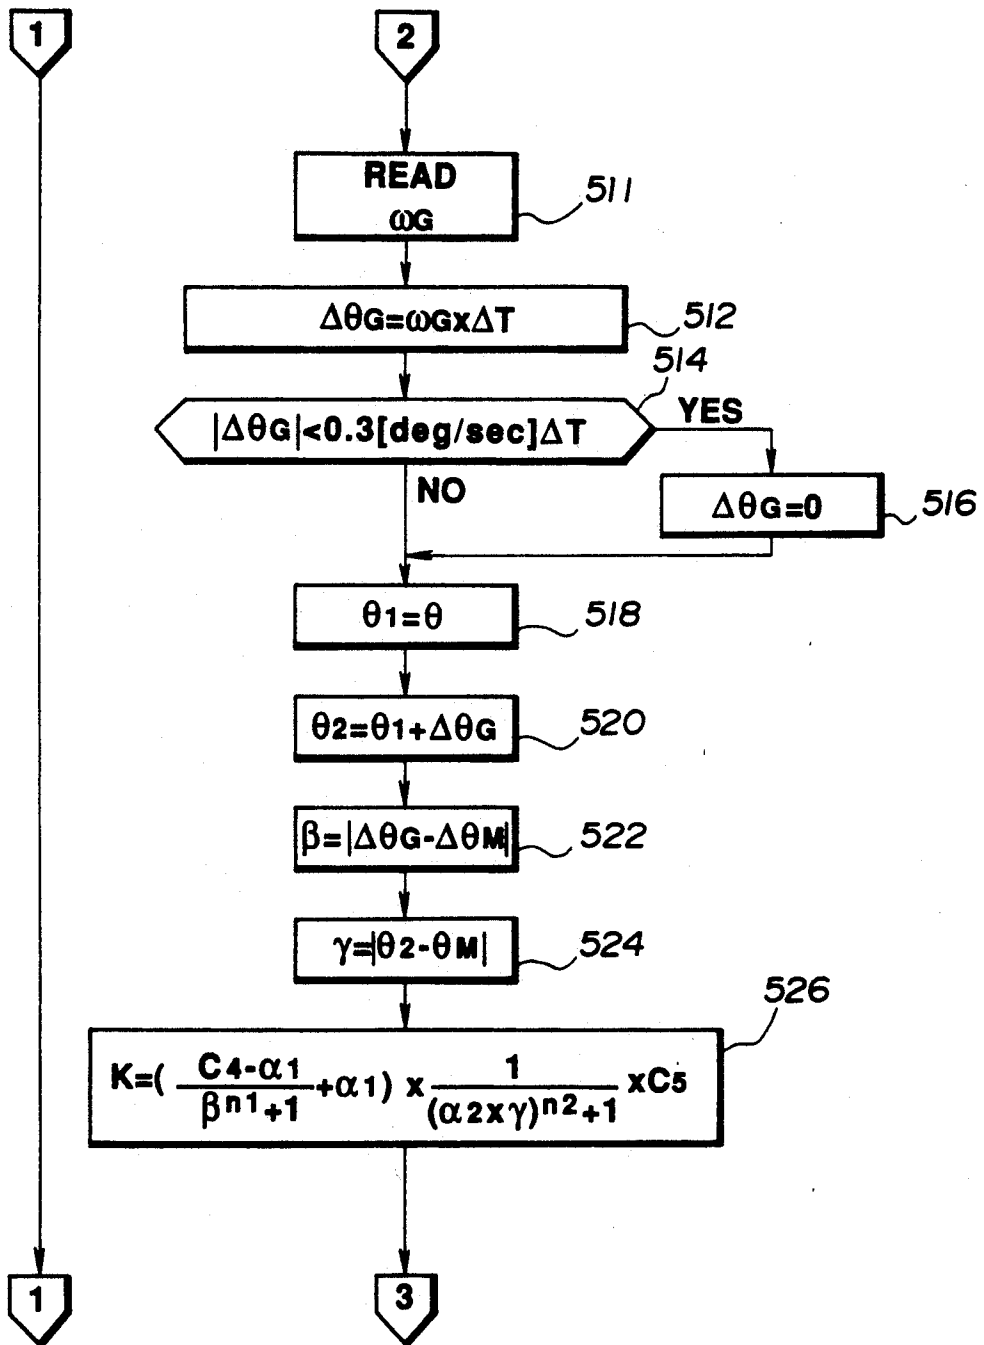 1
2
READ
ωG
511
ΔθG=ωGxΔT
512
514
|ΔθG|<0.3[deg/sec]ΔT
YES
NO
ΔθG=0
516
θ1=θ
518
θ2=θ1+ΔθG
520
β=|ΔθG-ΔθM|
522
γ=|θ2-θM|
524
526
K=( C4-α1 / β^n1+1 +α1) x 1 / (α2xγ)^n2+1 xC5
1
3